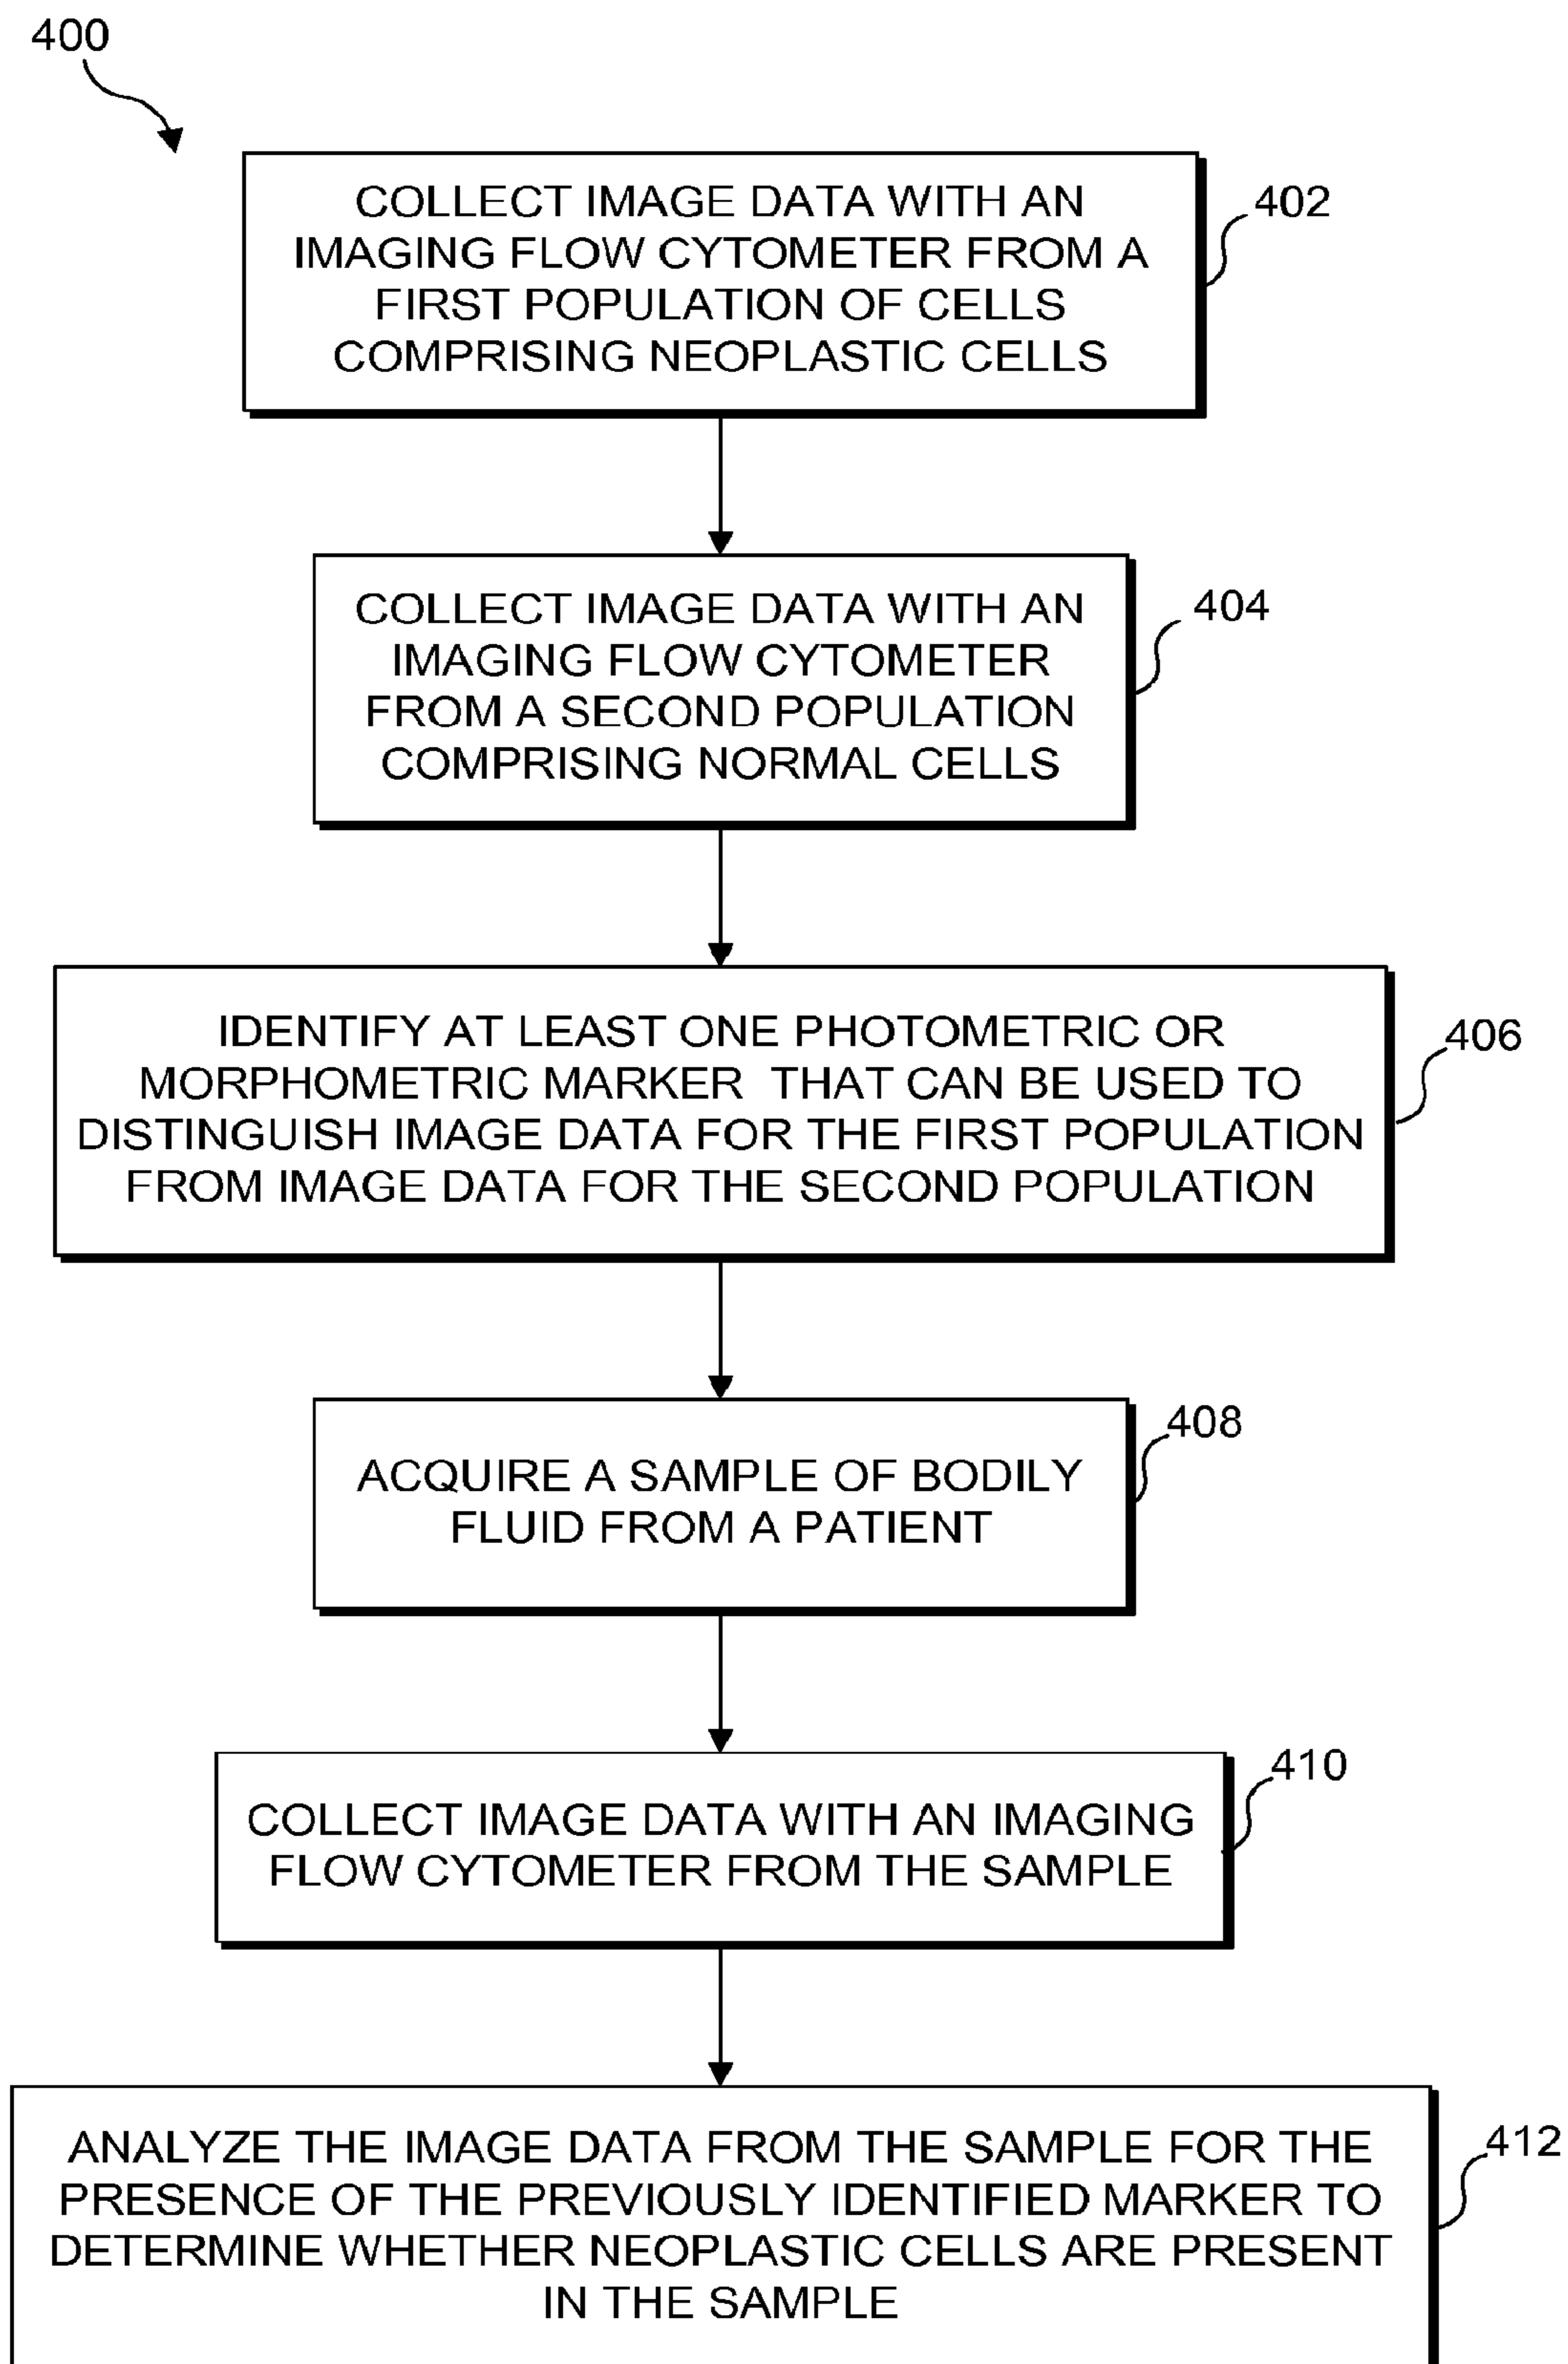 400
COLLECT IMAGE DATA WITH AN
IMAGING FLOW CYTOMETER FROM A
FIRST POPULATION OF CELLS
COMPRISING NEOPLASTIC CELLS
402
COLLECT IMAGE DATA WITH AN
IMAGING FLOW CYTOMETER
FROM A SECOND POPULATION
COMPRISING NORMAL CELLS
404
IDENTIFY AT LEAST ONE PHOTOMETRIC OR
MORPHOMETRIC MARKER THAT CAN BE USED TO
DISTINGUISH IMAGE DATA FOR THE FIRST POPULATION
FROM IMAGE DATA FOR THE SECOND POPULATION
406
ACQUIRE A SAMPLE OF BODILY
FLUID FROM A PATIENT
408
COLLECT IMAGE DATA WITH AN IMAGING
FLOW CYTOMETER FROM THE SAMPLE
410
ANALYZE THE IMAGE DATA FROM THE SAMPLE FOR THE
PRESENCE OF THE PREVIOUSLY IDENTIFIED MARKER TO
DETERMINE WHETHER NEOPLASTIC CELLS ARE PRESENT
IN THE SAMPLE
412